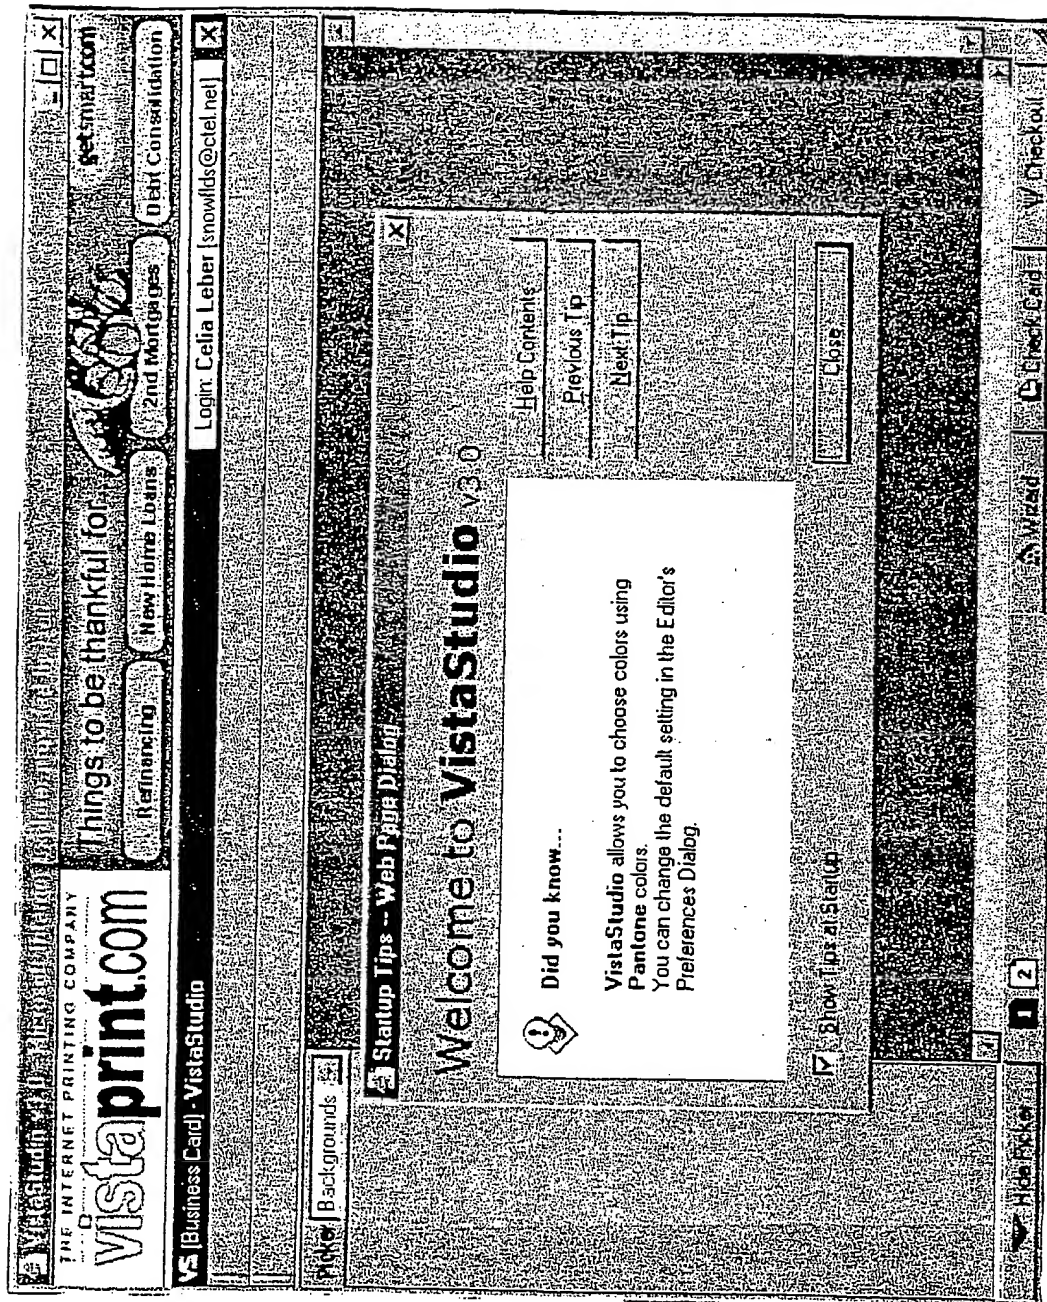 THE INTERNET PRINTING COMPANY
vistaprint.com
Things to be thankful for.
getsmart.com
Refinancing
New Home Loans
2nd Mortgages
Debt Consolidation
VS [Business Card] - VistaStudio
Login: Celia Leber [snowlds@ctel.net]
Picker
Backgrounds
Startup Tips -- Web Page Dialog
Welcome to VistaStudio v3.0
Did you know...
VistaStudio allows you to choose colors using
Pantone colors.
You can change the default setting in the Editor's
Preferences Dialog.
Help Contents
Previous Tip
Next Tip
Show Tips at Startup
Close
Hide Picker
1
2
Wizard
Check Card
Checkout